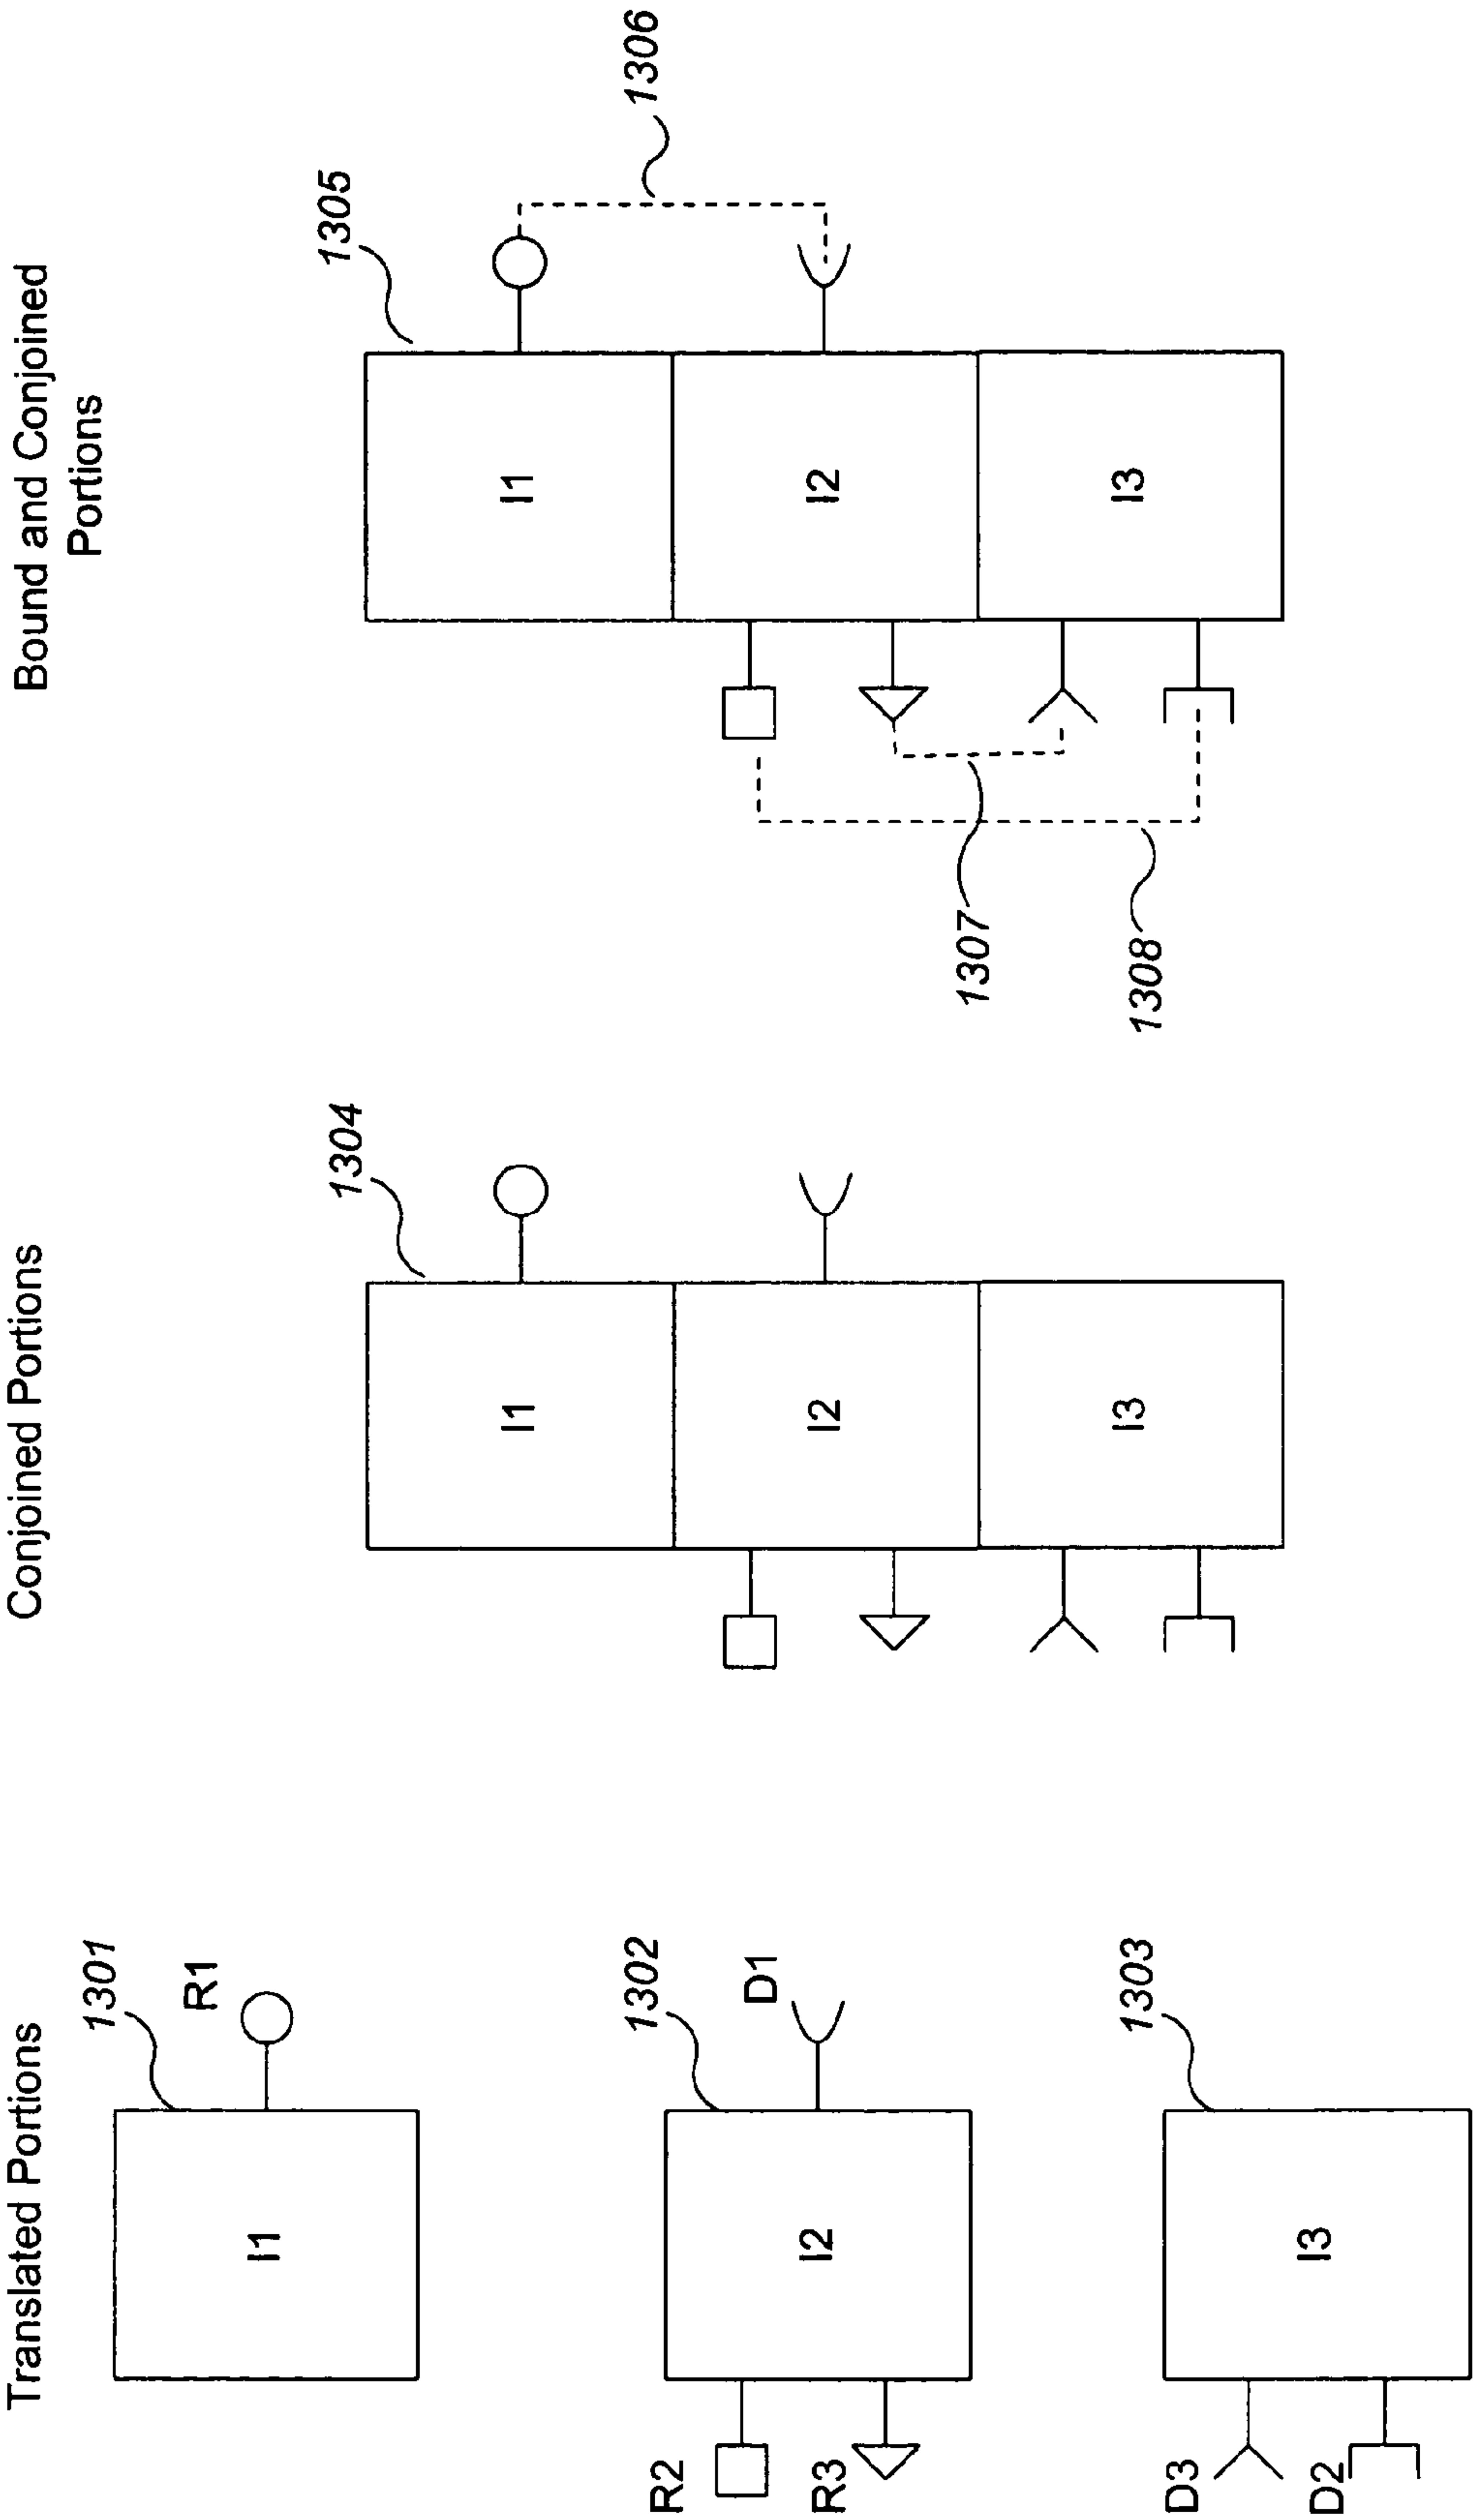 Translated Portions
1301
R1
I1
1302
D1
I2
R2
R3
1303
I3
D3
D2
Conjoined Portions
1304
I1
I2
I3
Bound and Conjoined
Portions
1305
1306
I1
I2
I3
1307
1308